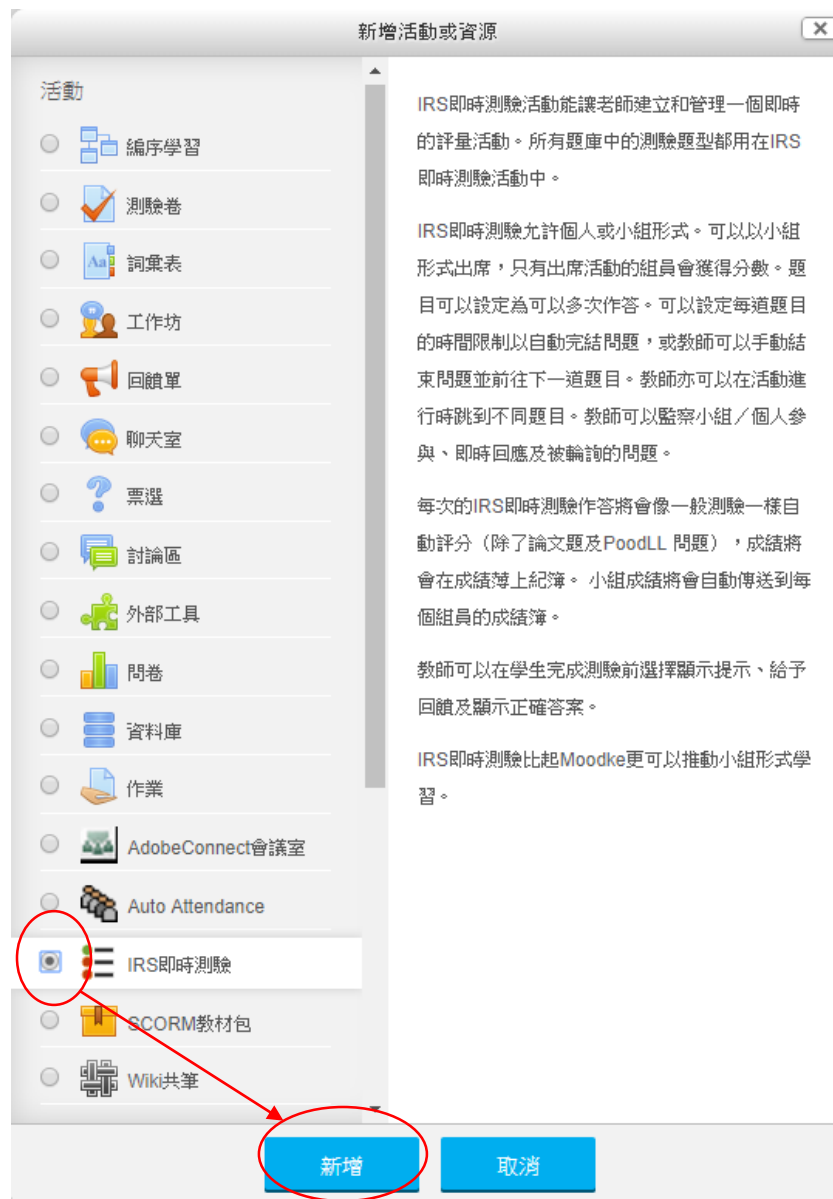 新增活動或資源
活動
編序學習
測驗卷
詞彙表
工作坊
回饋單
聊天室
票選
討論區
外部工具
問卷
資料庫
作業
AdobeConnect會議室
Auto Attendance
IRS即時測驗
SCORM教材包
Wiki共筆
IRS即時測驗活動能讓老師建立和管理一個即時
的評量活動。所有題庫中的測驗題型都用在IRS
即時測驗活動中。
IRS即時測驗允許個人或小組形式。可以以小組
形式出席，只有出席活動的組員會獲得分數。題
目可以設定為可以多次作答。可以設定每道題目
的時間限制以自動完結問題，或教師可以手動結
束問題並前往下一道題目。教師亦可以在活動進
行時跳到不同題目。教師可以監察小組／個人參
與、即時回應及被輪詢的問題。
每次的IRS即時測驗作答將會像一般測驗一樣自
動評分（除了論文題及PoodLL 問題），成績將
會在成績薄上紀簿。 小組成績將會自動傳送到每
個組員的成績簿。
教師可以在學生完成測驗前選擇顯示提示、給予
回饋及顯示正確答案。
IRS即時測驗比起Moodke更可以推動小組形式學
習。
新增
取消